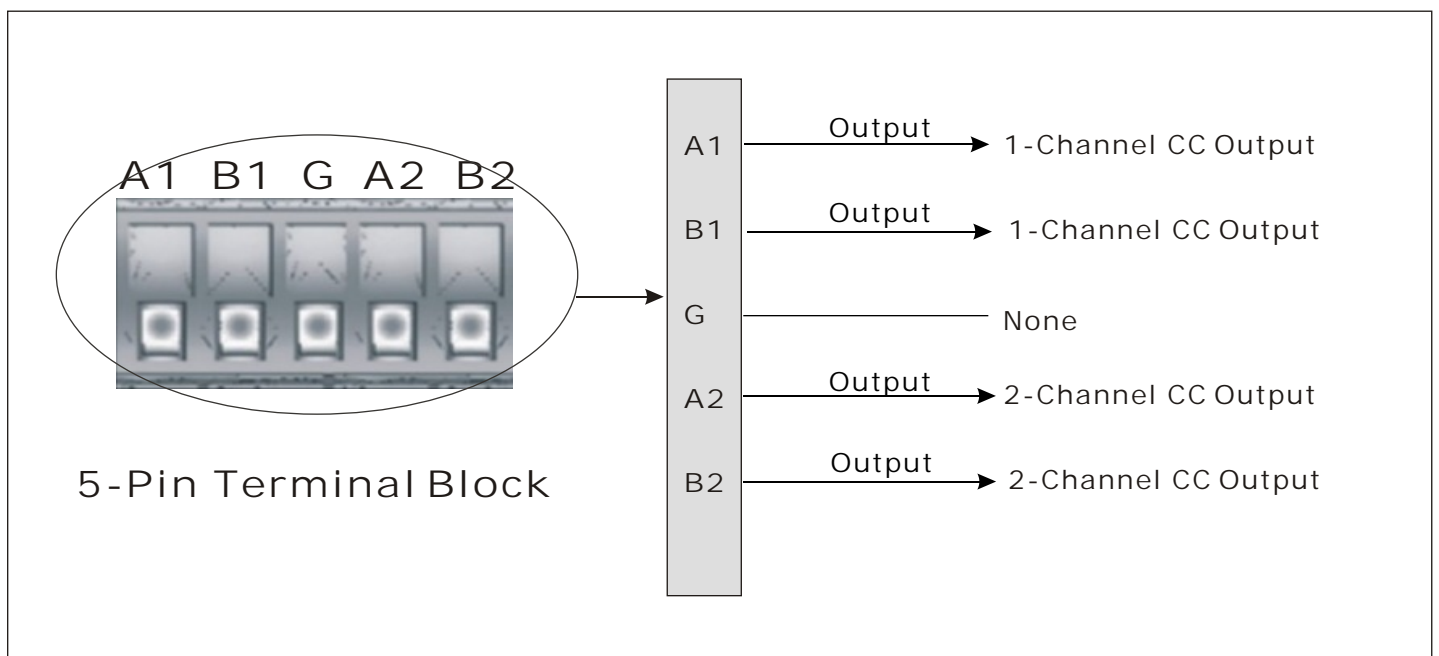 A1 B1 G A2 B2
5-Pin Terminal Block
A1 Output 1-Channel CC Output
B1 Output 1-Channel CC Output
G None
A2 Output 2-Channel CC Output
B2 Output 2-Channel CC Output